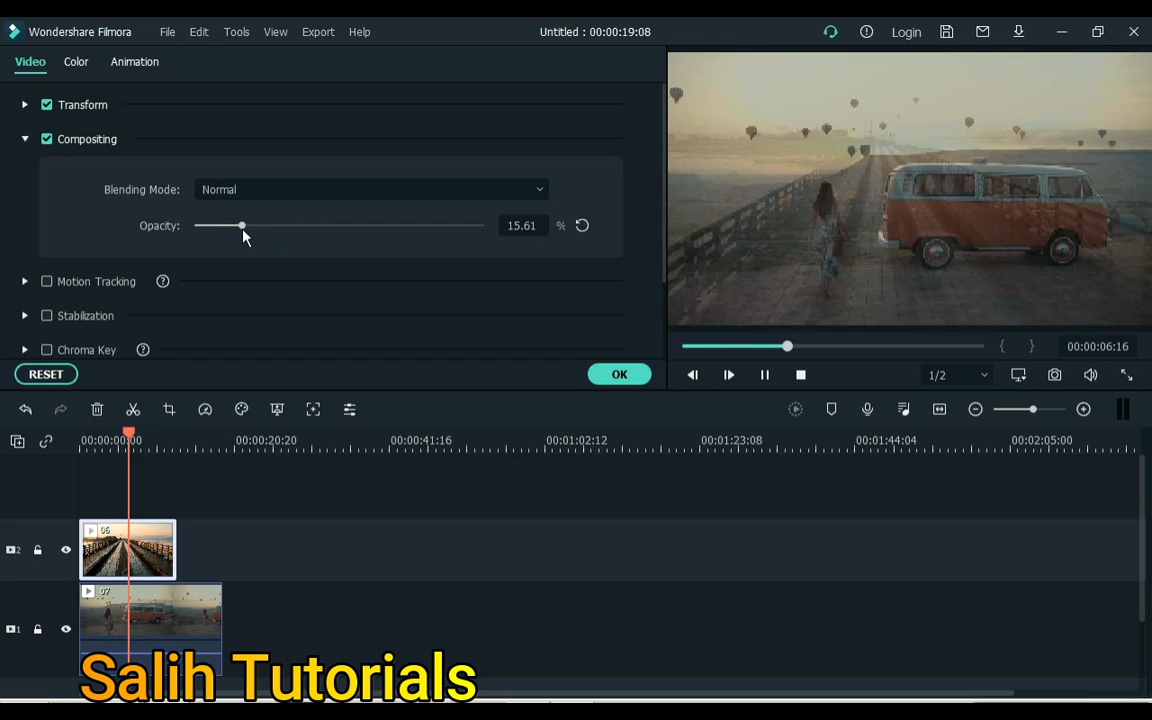 Wondershare Filmora File Edit Tools View Export Help Untitled : 00:00:19:08 Login
Video Color Animation
Transform
Compositing
Blending Mode: Normal
Opacity: 15.61 %
Motion Tracking ?
Stabilization
Chroma Key ?
RESET OK
{ } 00:00:06:16
1/2
00:00:00:00 00:00:20:20 00:00:41:16 00:01:02:12 00:01:23:08 00:01:44:04 00:02:05:00
06
2
07
1
Salih Tutorials